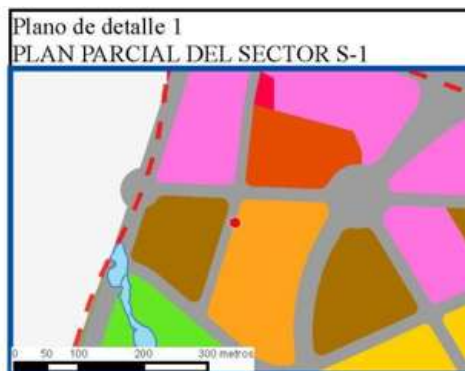 Plano de detalle 1
PLAN PARCIAL DEL SECTOR S-1
0 50 100 200 300 metros